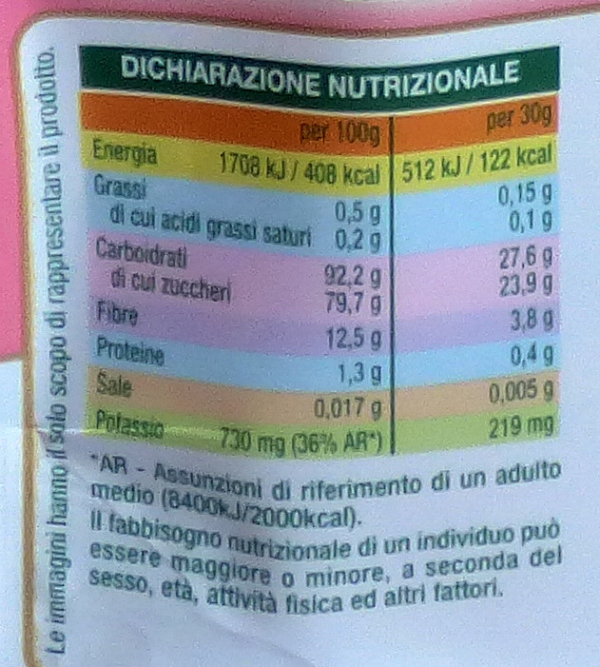 DICHIARAZIONE NUTRIZIONALE
per 100g per 30g
Energia 1708 kJ / 408 kcal 512 kJ / 122 kcal
Grassi 0,5 g 0,15 g
di cui acidi grassi saturi 0,2 g 0,1 g
Carboidrati 92,2 g 27,6 g
di cui zuccheri 79,7 g 23,9 g
Fibre 12,5 g 3,8 g
Proteine 1,3 g 0,4 g
Sale 0,017 g 0,005 g
Potassio 730 mg (36% AR*) 219 mg
*AR - Assunzioni di riferimento di un adulto
medio (8400kJ/2000kcal).
Il fabbisogno nutrizionale di un individuo può
essere maggiore o minore, a seconda del
sesso, età, attività fisica ed altri fattori.
Le immagini hanno il solo scopo di rappresentare il prodotto.